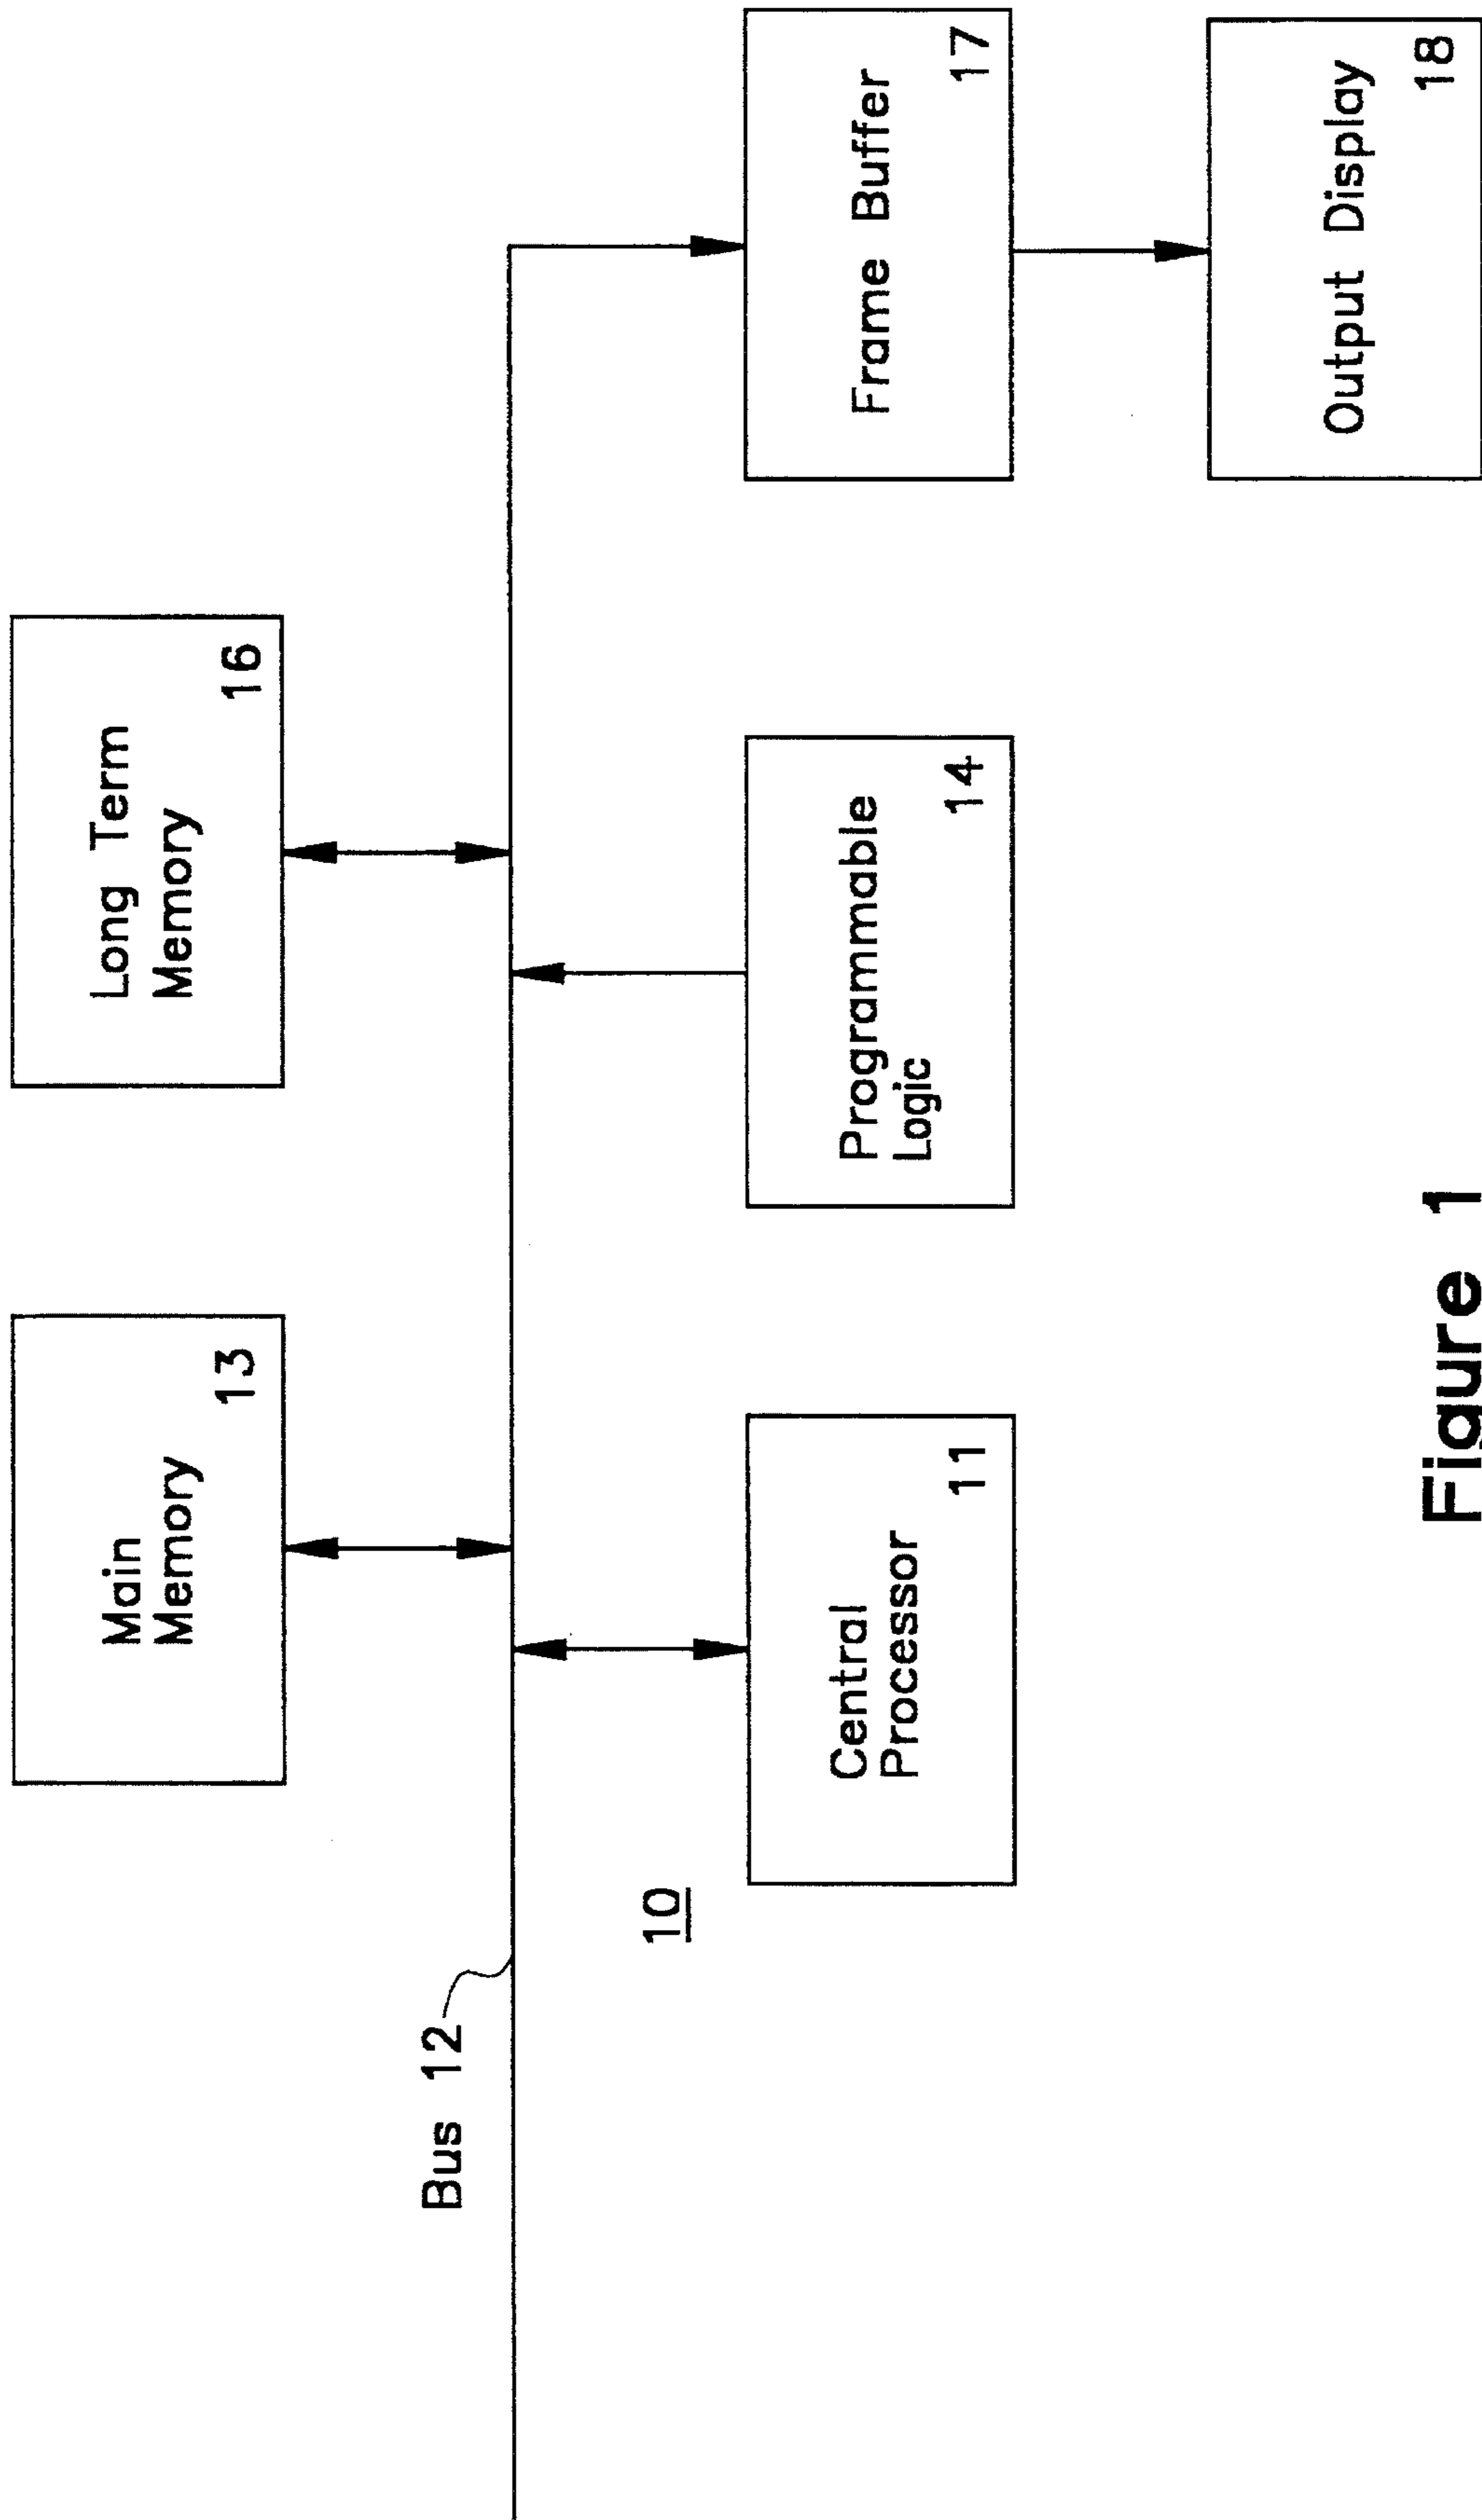 Main
Memory
13
Long Term
Memory
16
Bus 12
10
Central
Processor
11
Programmable
Logic
14
Frame Buffer
17
Output Display
18
Figure 1